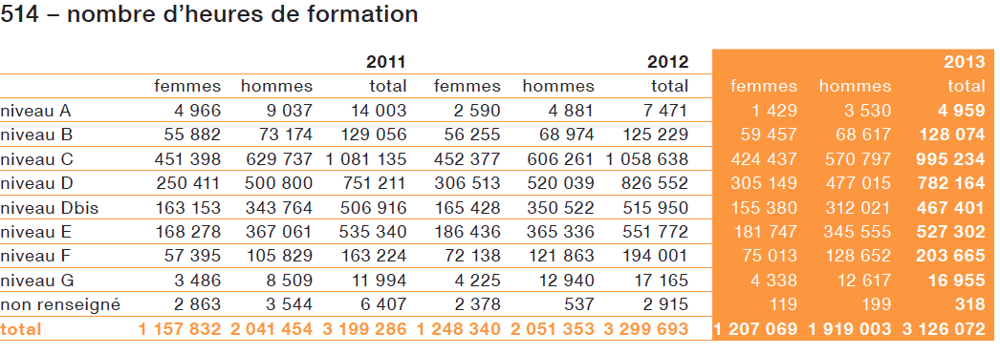 514 – nombre d’heures de formation
2011 2012 2013
femmes hommes total femmes hommes total femmes hommes total
niveau A 4 966 9 037 14 003 2 590 4 881 7 471 1 429 3 530 4 959
niveau B 55 882 73 174 129 056 56 255 68 974 125 229 59 457 68 617 128 074
niveau C 451 398 629 737 1 081 135 452 377 606 261 1 058 638 424 437 570 797 995 234
niveau D 250 411 500 800 751 211 306 513 520 039 826 552 305 149 477 015 782 164
niveau Dbis 163 153 343 764 506 916 165 428 350 522 515 950 155 380 312 021 467 401
niveau E 168 278 367 061 535 340 186 436 365 336 551 772 181 747 345 555 527 302
niveau F 57 395 105 829 163 224 72 138 121 863 194 001 75 013 128 652 203 665
niveau G 3 486 8 509 11 994 4 225 12 940 17 165 4 338 12 617 16 955
non renseigné 2 863 3 544 6 407 2 378 537 2 915 119 199 318
total 1 157 832 2 041 454 3 199 286 1 248 340 2 051 353 3 299 693 1 207 069 1 919 003 3 126 072